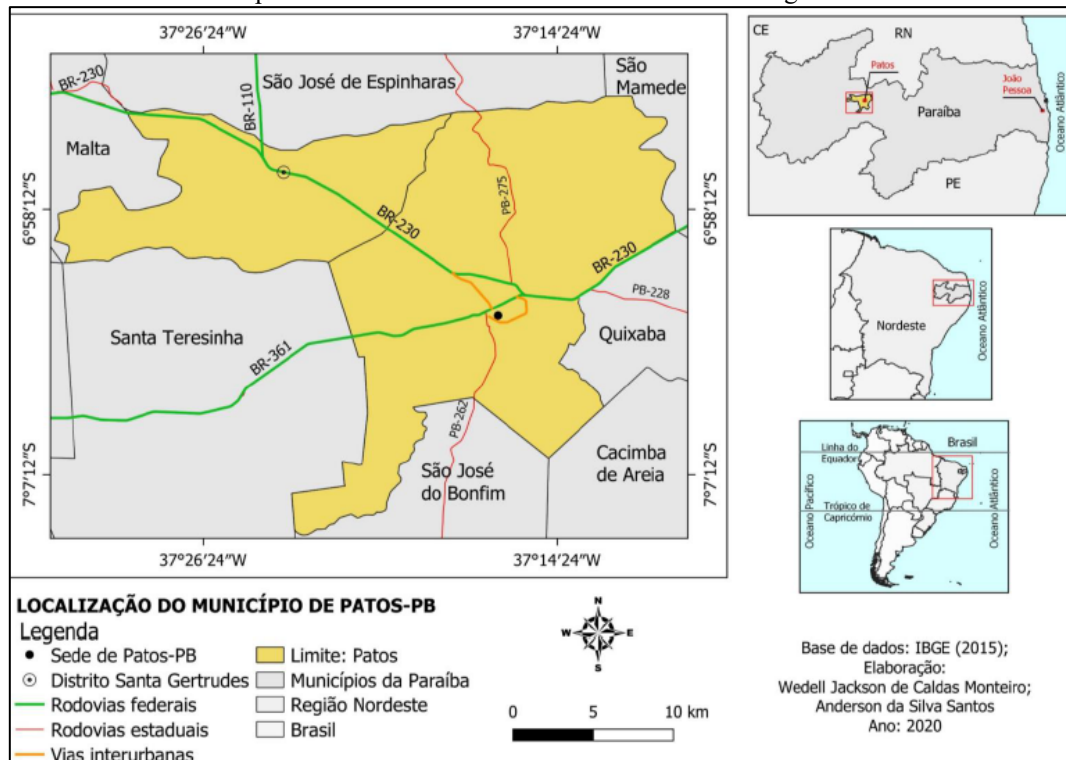 37°26′24″W
37°14′24″W
BR-230
BR-110
São José de Espinharas
São
Mamede
Malta
PB-275
6°58′12″S
6°58′12″S
BR-230
BR-230
PB-228
Santa Teresinha
Quixaba
BR-361
PB-262
São José
do Bonfim
Cacimba
de Areia
7°7′12″S
7°7′12″S
37°26′24″W
37°14′24″W
CE
RN
Patos
João
Pessoa
Paraíba
PE
Oceano Atlântico
Nordeste
Oceano Atlântico
Linha do
Equador
Brasil
Trópico de
Capricórnio
Oceano Pacífico
Oceano Atlântico
LOCALIZAÇÃO DO MUNICÍPIO DE PATOS-PB
Legenda
Sede de Patos-PB
Distrito Santa Gertrudes
Rodovias federais
Rodovias estaduais
Vias interurbanas
Limite: Patos
Municípios da Paraíba
Região Nordeste
Brasil
N
W E
S
0 5 10 km
Base de dados: IBGE (2015);
Elaboração:
Wedell Jackson de Caldas Monteiro;
Anderson da Silva Santos
Ano: 2020